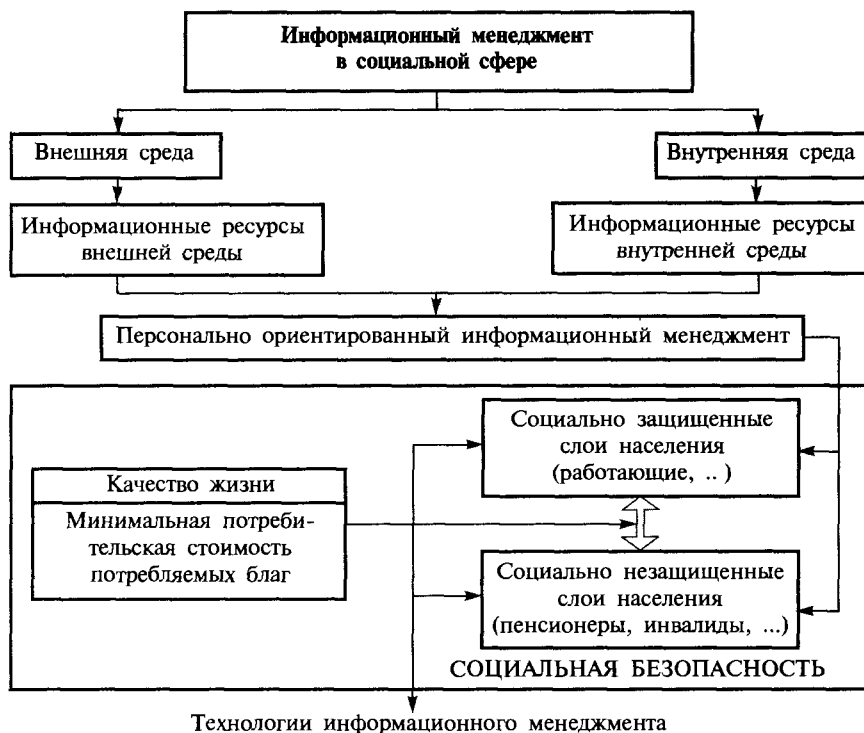 Информационный менеджмент
в социальной сфере
Внешняя среда
Внутренняя среда
Информационные ресурсы
внешней среды
Информационные ресурсы
внутренней среды
Персонально ориентированный информационный менеджмент
Социально защищенные
слои населения
(работающие, .. )
Качество жизни
Минимальная потреби-
тельская стоимость
потребляемых благ
Социально незащищенные
слои населения
(пенсионеры, инвалиды, ...)
СОЦИАЛЬНАЯ БЕЗОПАСНОСТЬ
Технологии информационного менеджмента